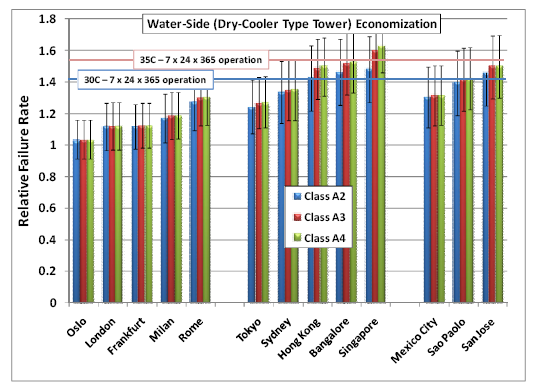 Water-Side (Dry-Cooler Type Tower) Economization
1.8
1.6
1.4
1.2
1
0.8
0.6
0.4
0.2
0
Relative Failure Rate
35C – 7 x 24 x 365 operation
30C – 7 x 24 x 365 operation
Class A2
Class A3
Class A4
Oslo
London
Frankfurt
Milan
Rome
Tokyo
Sydney
Hong Kong
Bangalore
Singapore
Mexico City
Sao Paolo
San Jose